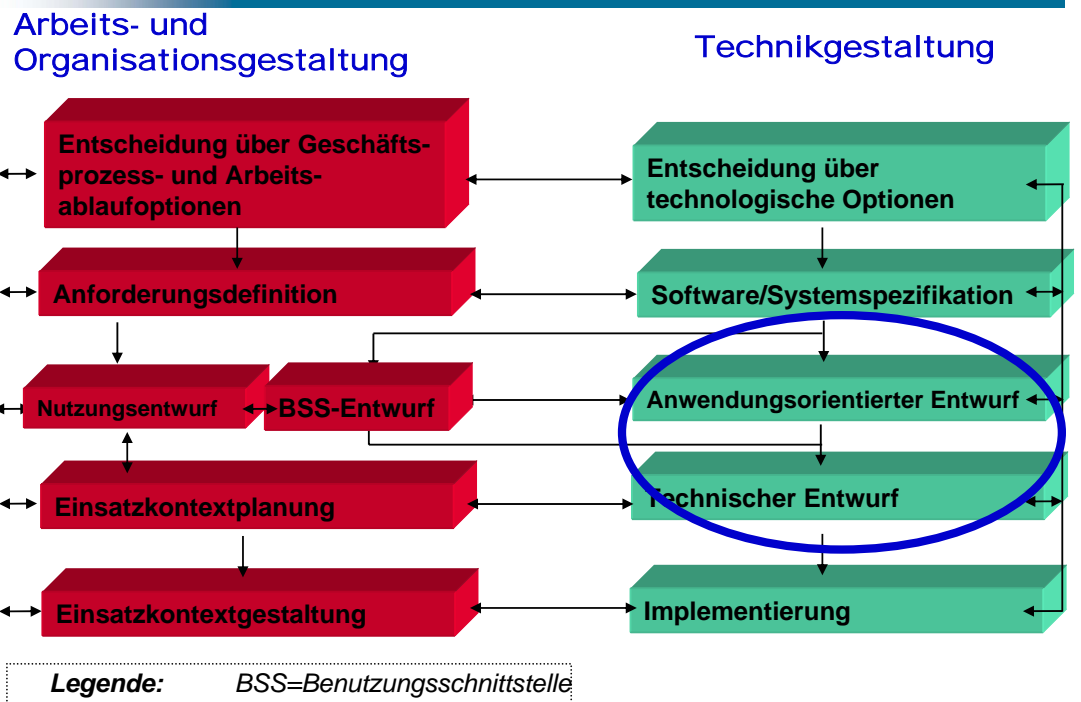 Arbeits- und
Organisationsgestaltung
Technikgestaltung
Entscheidung über Geschäfts-
prozess- und Arbeits-
ablaufoptionen
Entscheidung über
technologische Optionen
Anforderungsdefinition
Software/Systemspezifikation
Nutzungsentwurf
BSS-Entwurf
Anwendungsorientierter Entwurf
Einsatzkontextplanung
Technischer Entwurf
Einsatzkontextgestaltung
Implementierung
Legende: BSS=Benutzungsschnittstelle